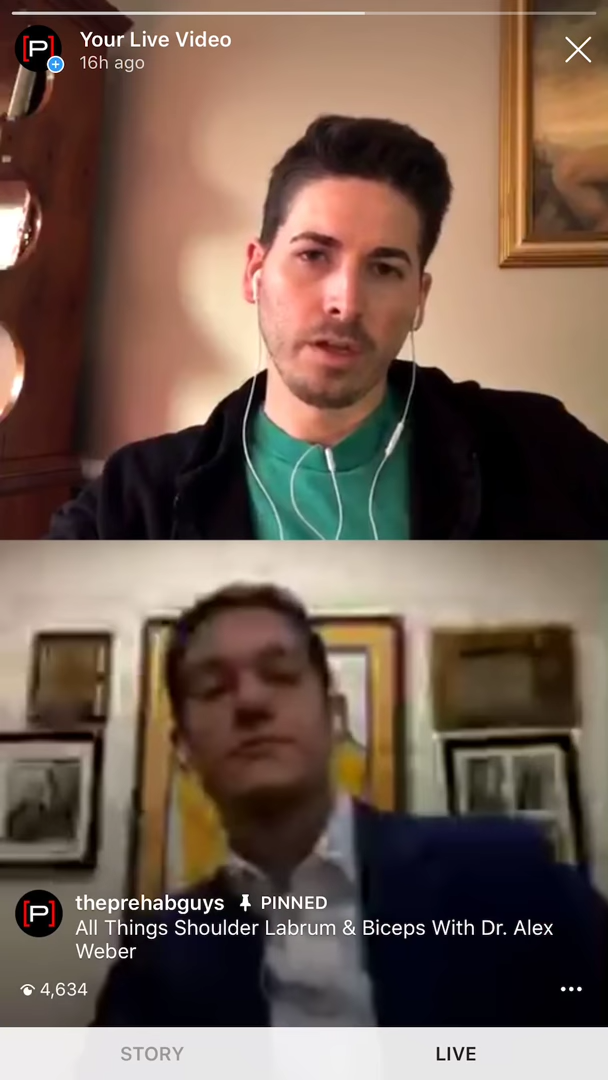 Your Live Video
16h ago
[P]
theprehabguys PINNED
[P]
All Things Shoulder Labrum & Biceps With Dr. Alex
Weber
4,634
STORY LIVE